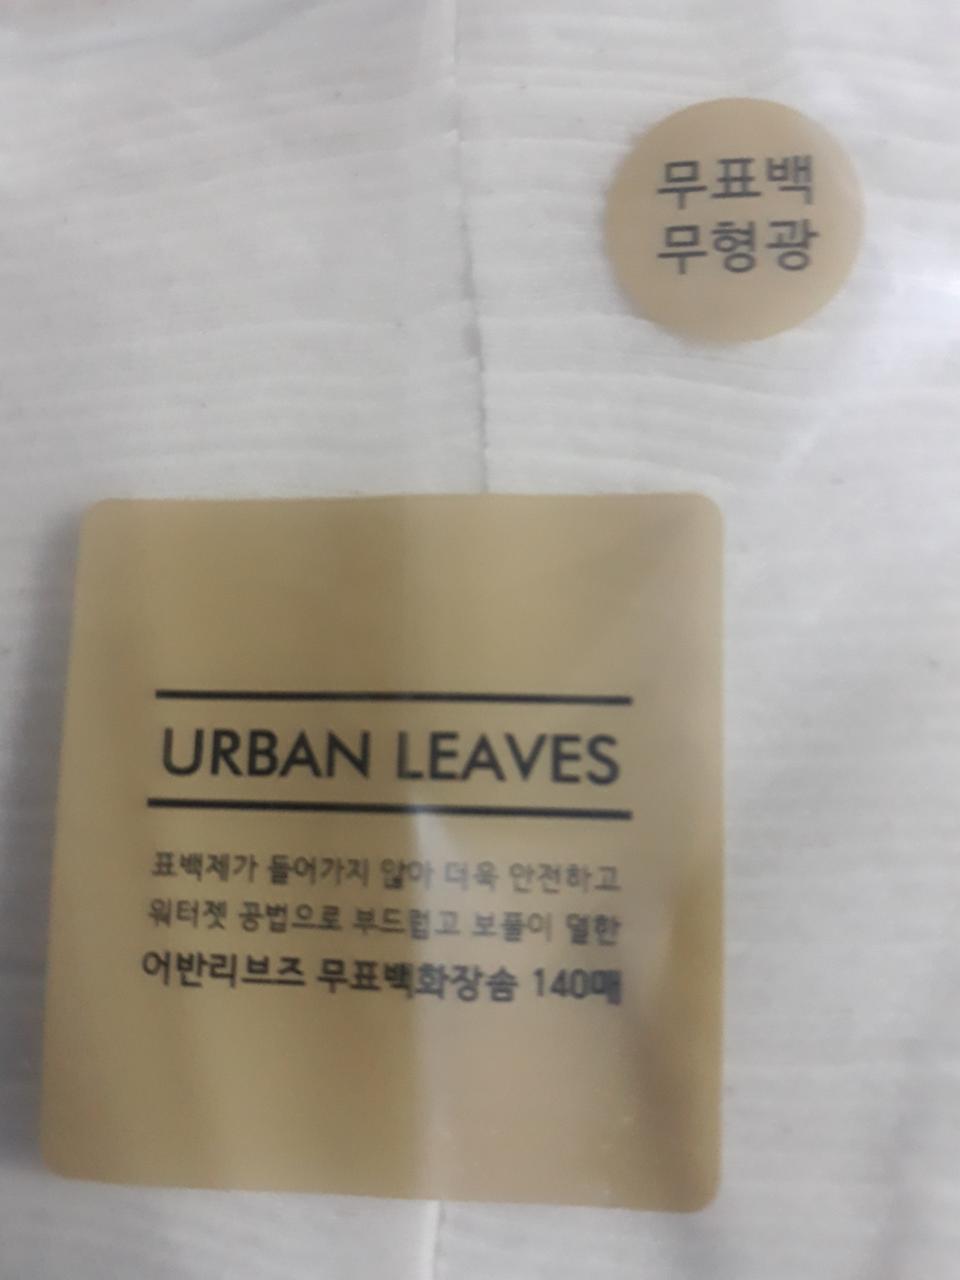 무표백
무형광
URBAN LEAVES
표백제가 들어가지 않아 더욱 안전하고
워터젯 공법으로 부드럽고 보풀이 덜한
어반리브즈 무표백화장솜 140매